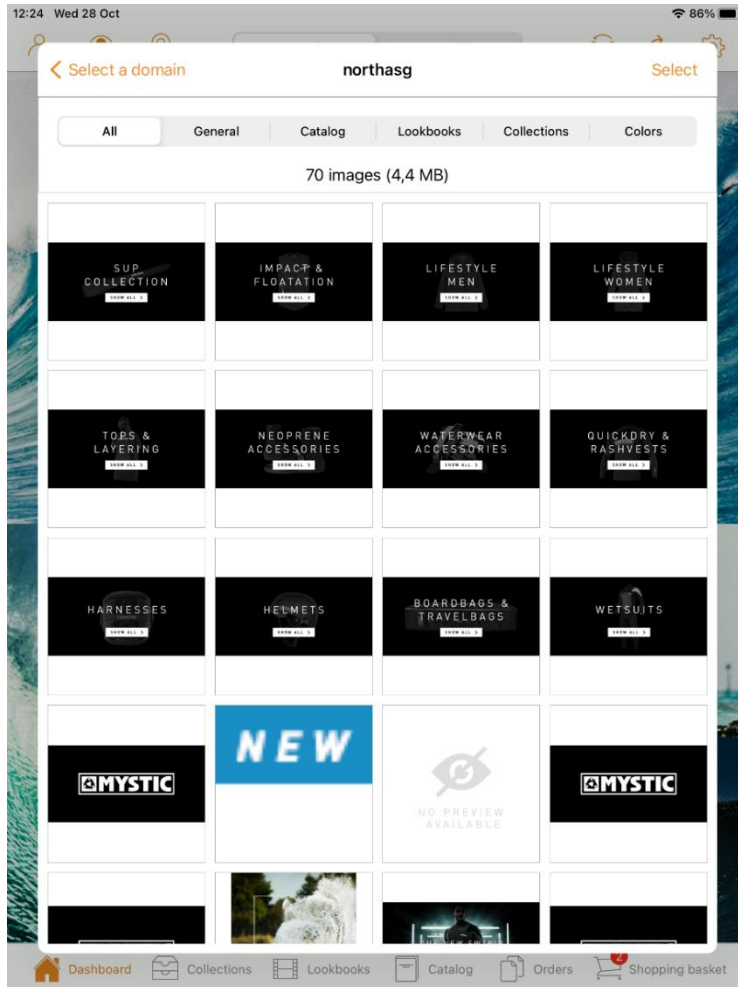 12:24 Wed 28 Oct
86%
Select a domain
northasg
Select
All
General
Catalog
Lookbooks
Collections
Colors
70 images (4,4 MB)
SUP
COLLECTION
SHOW ALL
IMPACT &
FLOATATION
SHOW ALL
LIFESTYLE
MEN
SHOW ALL
LIFESTYLE
WOMEN
SHOW ALL
TOPS &
LAYERING
SHOW ALL
NEOPRENE
ACCESSORIES
SHOW ALL
WATERWEAR
ACCESSORIES
SHOW ALL
QUICKDRY &
RASHVESTS
SHOW ALL
HARNESSES
SHOW ALL
HELMETS
SHOW ALL
BOARDBAGS &
TRAVELBAGS
SHOW ALL
WETSUITS
SHOW ALL
MYSTIC
NEW
NO PREVIEW
AVAILABLE
MYSTIC
Dashboard
Collections
Lookbooks
Catalog
Orders
2
Shopping basket